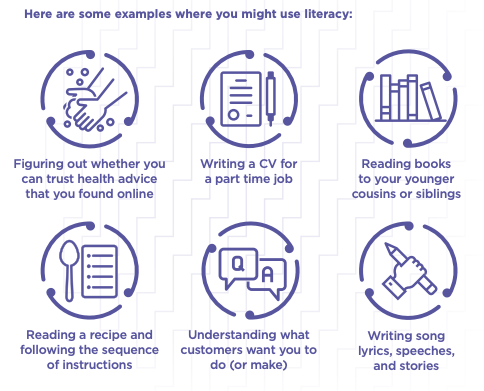 Here are some examples where you might use literacy:
Figuring out whether you
can trust health advice
that you found online
Writing a CV for
a part time job
Reading books
to your younger
cousins or siblings
Reading a recipe and
following the sequence
of instructions
Q
A
Understanding what
customers want you to
do (or make)
Writing song
lyrics, speeches,
and stories